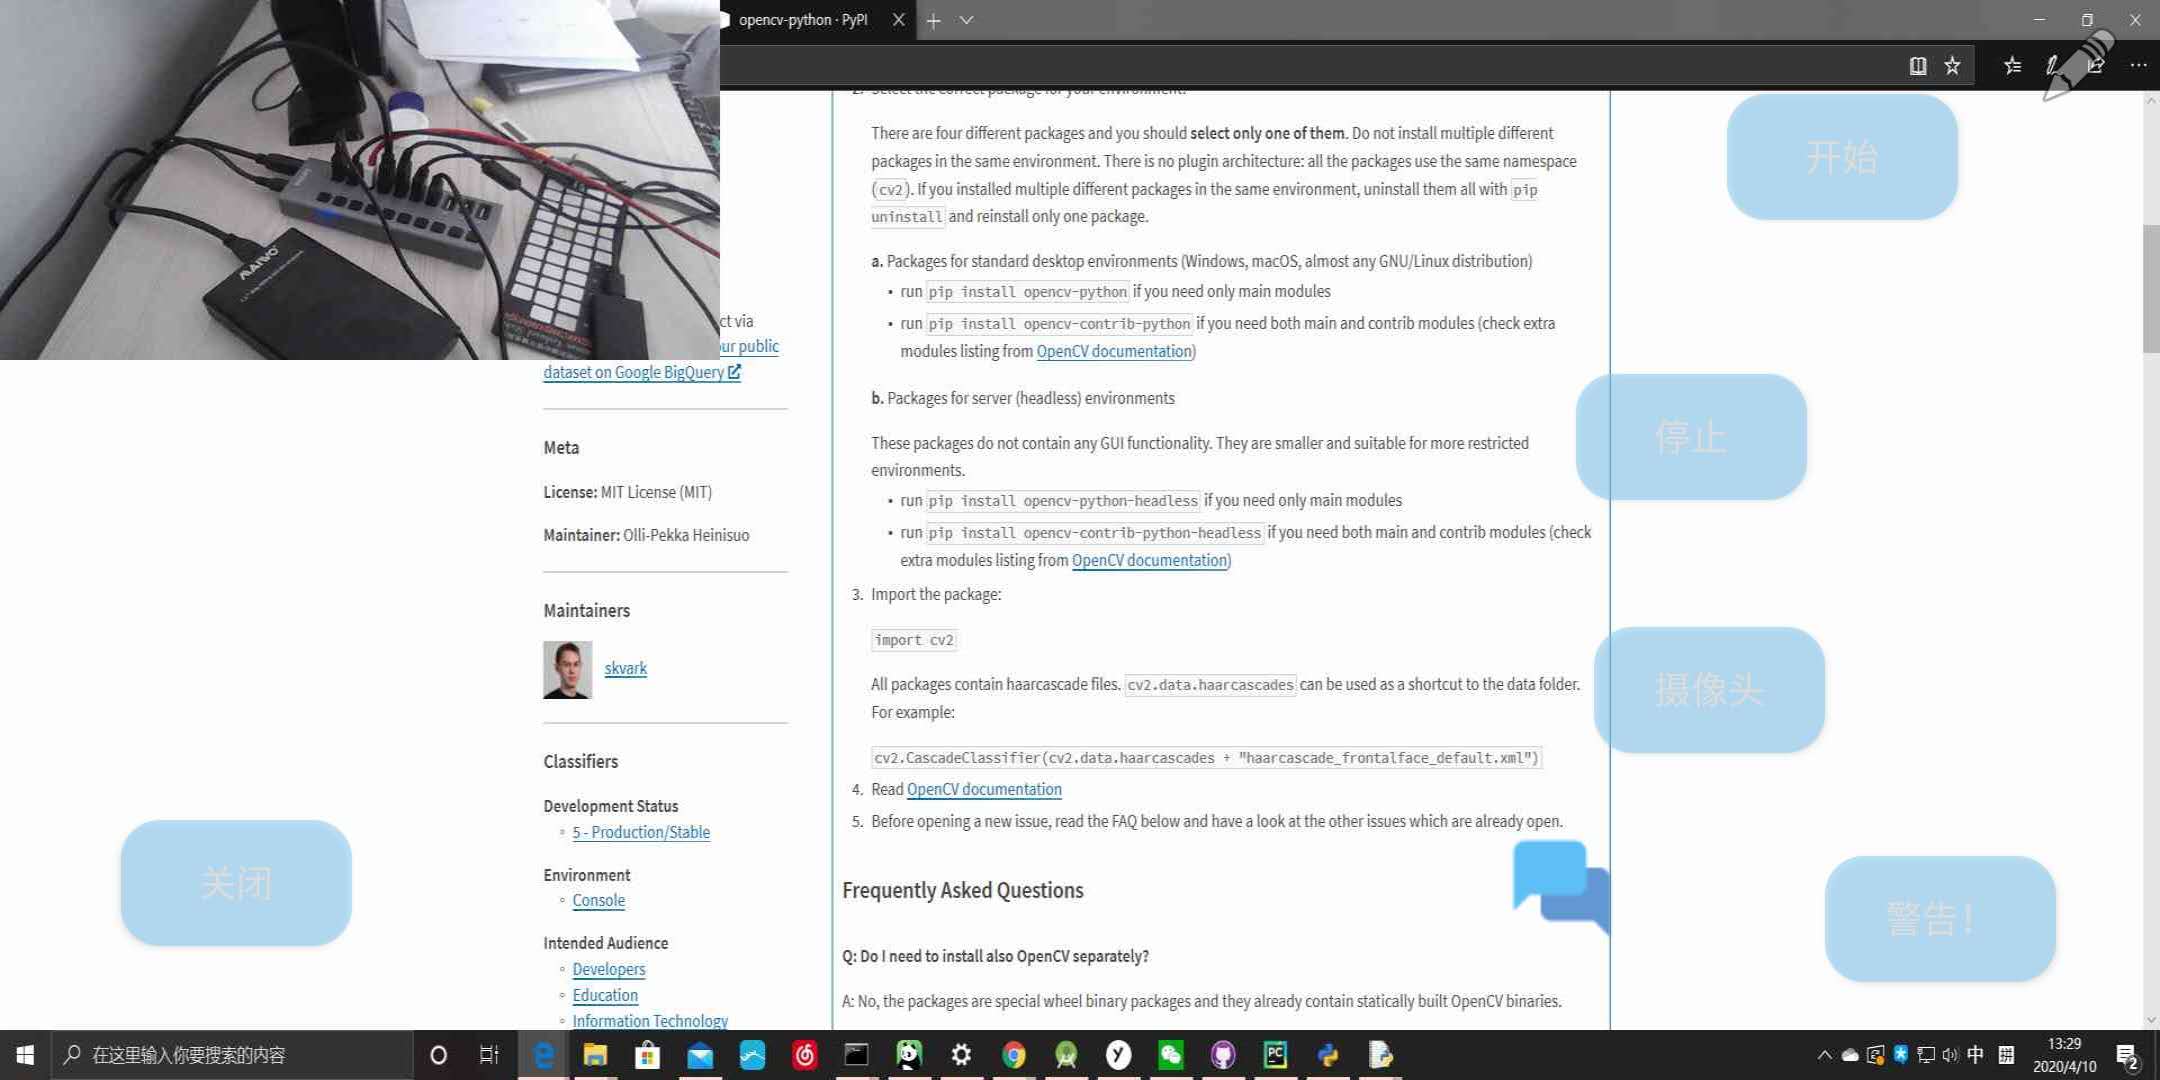 opencv-python · PyPI
MAIWO
ct via
our public
dataset on Google BigQuery
Meta
License: MIT License (MIT)
Maintainer: Olli-Pekka Heinisuo
Maintainers
skvark
Classifiers
Development Status
5 - Production/Stable
Environment
Console
Intended Audience
Developers
Education
Information Technology
2. Select the correct package for your environment:
There are four different packages and you should select only one of them. Do not install multiple different
packages in the same environment. There is no plugin architecture: all the packages use the same namespace
(cv2). If you installed multiple different packages in the same environment, uninstall them all with pip
uninstall and reinstall only one package.
a. Packages for standard desktop environments (Windows, macOS, almost any GNU/Linux distribution)
• run pip install opencv-python if you need only main modules
• run pip install opencv-contrib-python if you need both main and contrib modules (check extra
modules listing from OpenCV documentation)
b. Packages for server (headless) environments
These packages do not contain any GUI functionality. They are smaller and suitable for more restricted
environments.
• run pip install opencv-python-headless if you need only main modules
• run pip install opencv-contrib-python-headless if you need both main and contrib modules (check
extra modules listing from OpenCV documentation)
3. Import the package:
import cv2
All packages contain haarcascade files. cv2.data.haarcascades can be used as a shortcut to the data folder.
For example:
cv2.CascadeClassifier(cv2.data.haarcascades + "haarcascade_frontalface_default.xml")
4. Read OpenCV documentation
5. Before opening a new issue, read the FAQ below and have a look at the other issues which are already open.
Frequently Asked Questions
Q: Do I need to install also OpenCV separately?
A: No, the packages are special wheel binary packages and they already contain statically built OpenCV binaries.
开始
停止
摄像头
关闭
警告!
在这里输入你要搜索的内容
PC
中
拼
13:29
2020/4/10
2